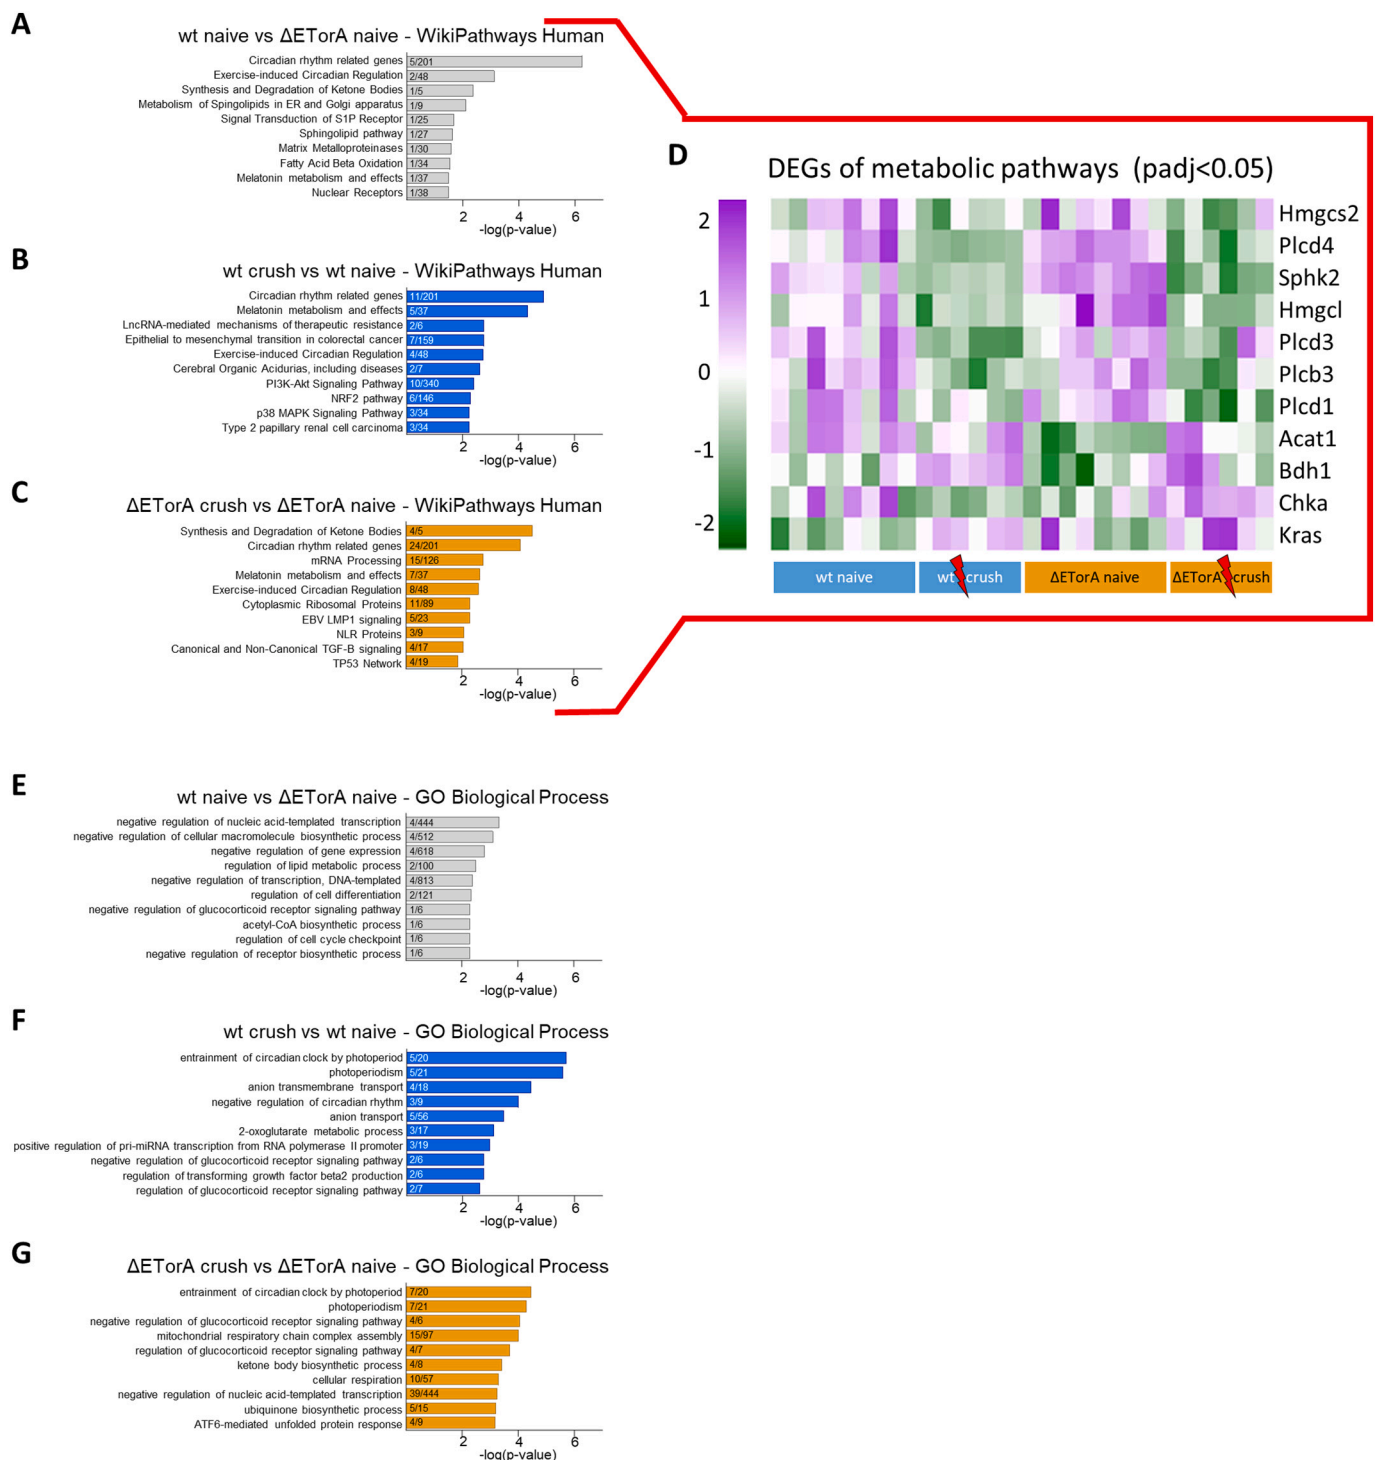 A
wt naive vs ΔETorA naive - WikiPathways Human
Circadian rhythm related genes 5/201
Exercise-induced Circadian Regulation 2/48
Synthesis and Degradation of Ketone Bodies 1/5
Metabolism of Spingolipids in ER and Golgi apparatus 1/9
Signal Transduction of S1P Receptor 1/25
Sphingolipid pathway 1/27
Matrix Metalloproteinases 1/30
Fatty Acid Beta Oxidation 1/34
Melatonin metabolism and effects 1/37
Nuclear Receptors 1/38
2 4 6
-log(p-value)
B
wt crush vs wt naive - WikiPathways Human
Circadian rhythm related genes 11/201
Melatonin metabolism and effects 5/37
LncRNA-mediated mechanisms of therapeutic resistance 2/6
Epithelial to mesenchymal transition in colorectal cancer 7/159
Exercise-induced Circadian Regulation 4/48
Cerebral Organic Acidurias, including diseases 2/7
PI3K-Akt Signaling Pathway 10/340
NRF2 pathway 6/146
p38 MAPK Signaling Pathway 3/34
Type 2 papillary renal cell carcinoma 3/34
2 4 6
-log(p-value)
C
ΔETorA crush vs ΔETorA naive - WikiPathways Human
Synthesis and Degradation of Ketone Bodies 4/5
Circadian rhythm related genes 24/201
mRNA Processing 15/126
Melatonin metabolism and effects 7/37
Exercise-induced Circadian Regulation 8/48
Cytoplasmic Ribosomal Proteins 11/89
EBV LMP1 signaling 5/23
NLR Proteins 3/9
Canonical and Non-Canonical TGF-B signaling 4/17
TP53 Network 4/19
2 4 6
-log(p-value)
D
DEGs of metabolic pathways (padj<0.05)
2
1
0
-1
-2
Hmgcs2
Plcd4
Sphk2
Hmgcl
Plcd3
Plcb3
Plcd1
Acat1
Bdh1
Chka
Kras
wt naive wt crush ΔETorA naive ΔETorA crush
E
wt naive vs ΔETorA naive - GO Biological Process
negative regulation of nucleic acid-templated transcription 4/444
negative regulation of cellular macromolecule biosynthetic process 4/512
negative regulation of gene expression 4/618
regulation of lipid metabolic process 2/100
negative regulation of transcription, DNA-templated 4/813
regulation of cell differentiation 2/121
negative regulation of glucocorticoid receptor signaling pathway 1/6
acetyl-CoA biosynthetic process 1/6
regulation of cell cycle checkpoint 1/6
negative regulation of receptor biosynthetic process 1/6
2 4 6
-log(p-value)
F
wt crush vs wt naive - GO Biological Process
entrainment of circadian clock by photoperiod 5/20
photoperiodism 5/21
anion transmembrane transport 4/18
negative regulation of circadian rhythm 3/9
anion transport 5/56
2-oxoglutarate metabolic process 3/17
positive regulation of pri-miRNA transcription from RNA polymerase II promoter 3/19
negative regulation of glucocorticoid receptor signaling pathway 2/6
regulation of transforming growth factor beta2 production 2/6
regulation of glucocorticoid receptor signaling pathway 2/7
2 4 6
-log(p-value)
G
ΔETorA crush vs ΔETorA naive - GO Biological Process
entrainment of circadian clock by photoperiod 7/20
photoperiodism 7/21
negative regulation of glucocorticoid receptor signaling pathway 4/6
mitochondrial respiratory chain complex assembly 15/97
regulation of glucocorticoid receptor signaling pathway 4/7
ketone body biosynthetic process 4/8
cellular respiration 10/57
negative regulation of nucleic acid-templated transcription 39/444
ubiquinone biosynthetic process 5/15
ATF6-mediated unfolded protein response 4/9
2 4 6
-log(p-value)